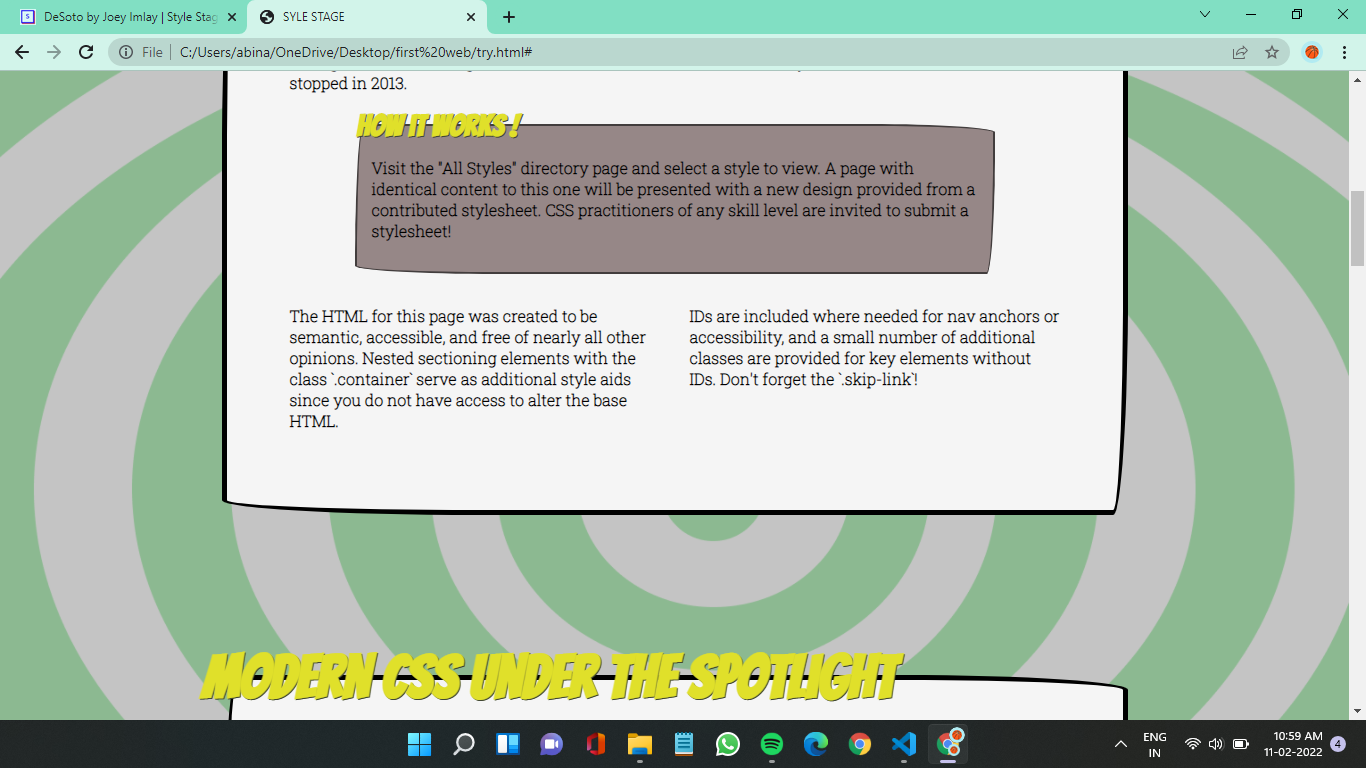 DeSoto by Joey Imlay | Style Stag
SYLE STAGE
File
C:/Users/abina/OneDrive/Desktop/first%20web/try.html#
stopped in 2013.
HOW IT WORKS !
Visit the "All Styles" directory page and select a style to view. A page with
identical content to this one will be presented with a new design provided from a
contributed stylesheet. CSS practitioners of any skill level are invited to submit a
stylesheet!
The HTML for this page was created to be
semantic, accessible, and free of nearly all other
opinions. Nested sectioning elements with the
class `.container` serve as additional style aids
since you do not have access to alter the base
HTML.
IDs are included where needed for nav anchors or
accessibility, and a small number of additional
classes are provided for key elements without
IDs. Don't forget the `.skip-link`!
MODERN CSS UNDER THE SPOTLIGHT
ENG
IN
10:59 AM
11-02-2022
4